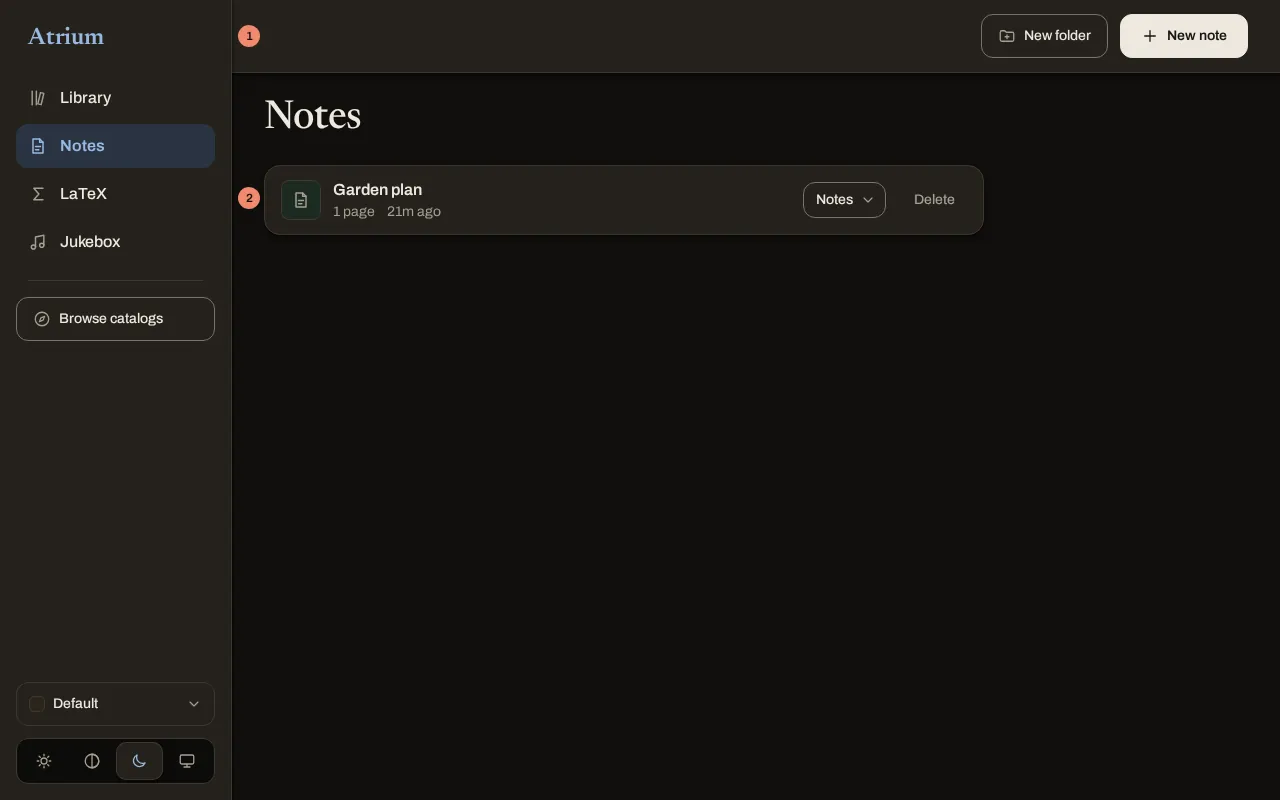 Atrium
1
New folder
New note
Library
Notes
LaTeX
Jukebox
Browse catalogs
Notes
2
Garden plan
1 page 21m ago
Notes
Delete
Default